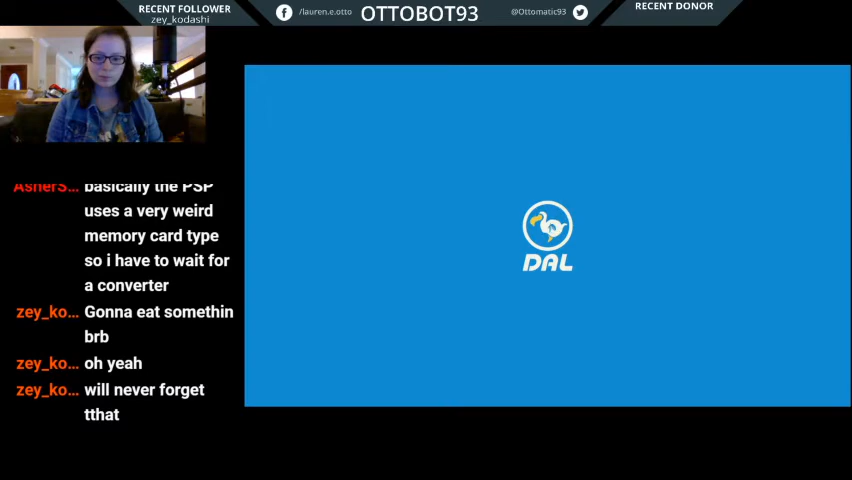 RECENT FOLLOWER
zey_kodashi
/lauren.e.otto
OTTOBOT93
@Ottomatic93
RECENT DONOR
AsherS... basically the PSP
uses a very weird
memory card type
so i have to wait for
a converter
zey_ko... Gonna eat somethin
brb
zey_ko... oh yeah
zey_ko... will never forget
tthat
DAL